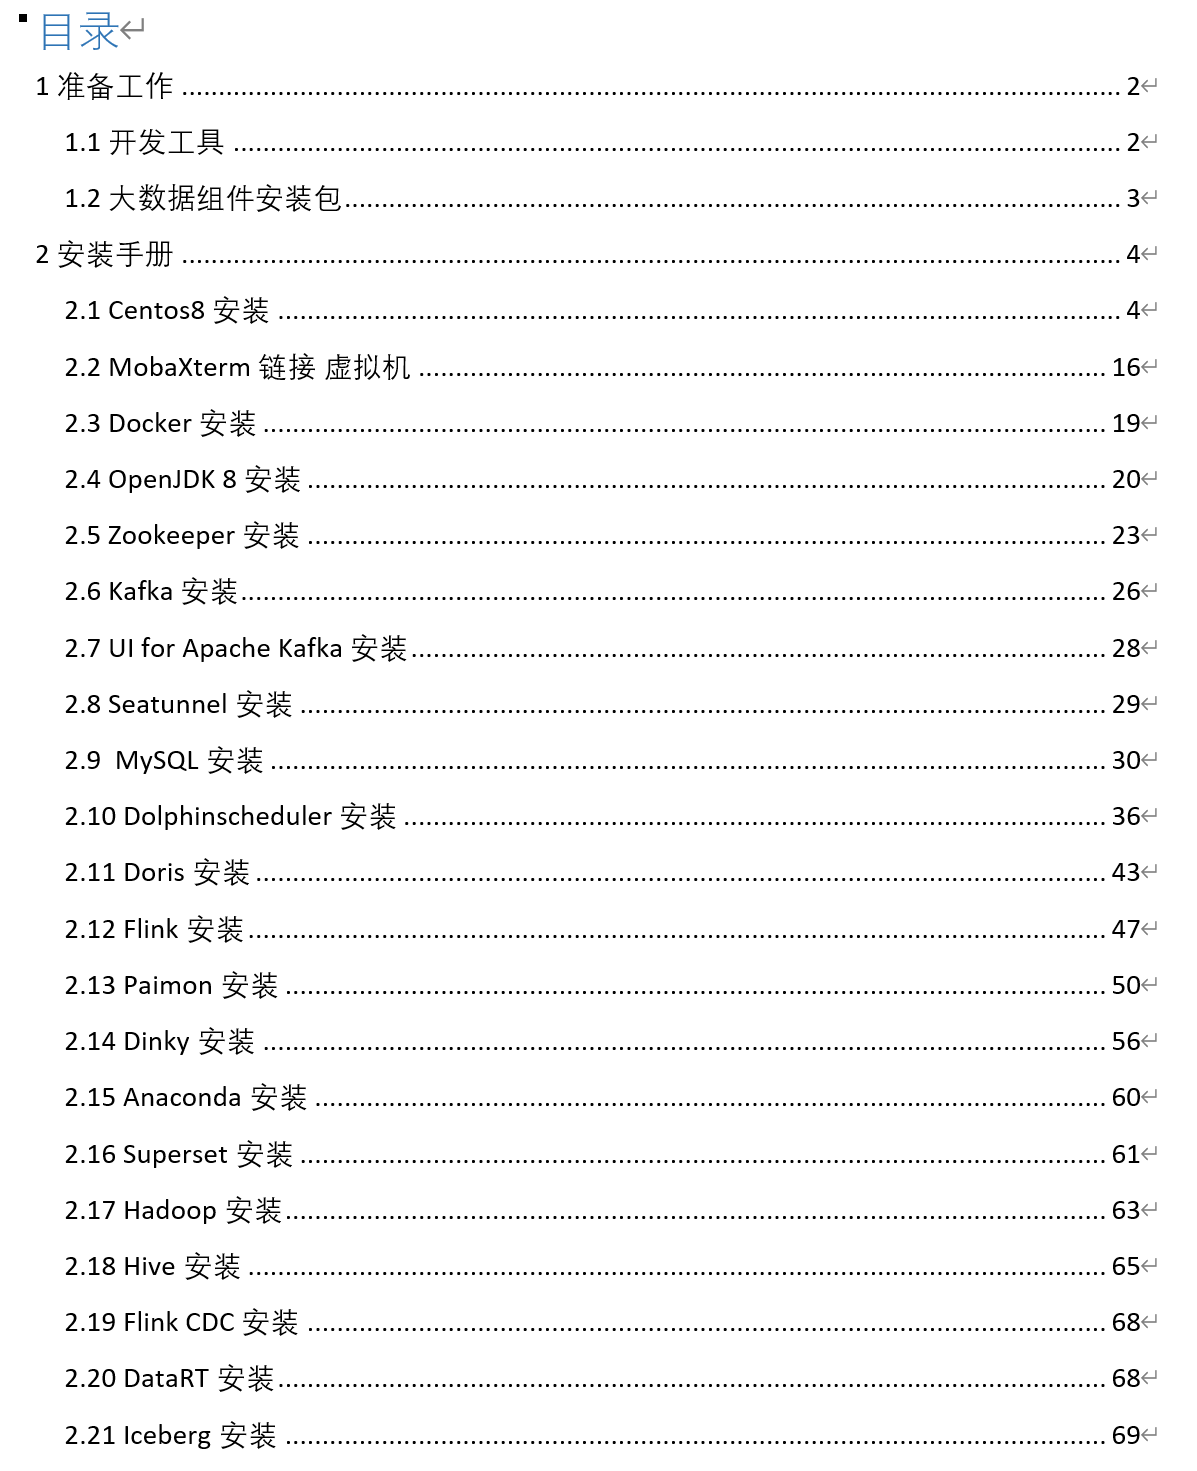 目录
1 准备工作 ........ 2
1.1 开发工具 ........ 2
1.2 大数据组件安装包 ........ 3
2 安装手册 ........ 4
2.1 Centos8 安装 ........ 4
2.2 MobaXterm 链接 虚拟机 ........ 16
2.3 Docker 安装 ........ 19
2.4 OpenJDK 8 安装 ........ 20
2.5 Zookeeper 安装 ........ 23
2.6 Kafka 安装 ........ 26
2.7 UI for Apache Kafka 安装 ........ 28
2.8 Seatunnel 安装 ........ 29
2.9  MySQL 安装 ........ 30
2.10 Dolphinscheduler 安装 ........ 36
2.11 Doris 安装 ........ 43
2.12 Flink 安装 ........ 47
2.13 Paimon 安装 ........ 50
2.14 Dinky 安装 ........ 56
2.15 Anaconda 安装 ........ 60
2.16 Superset 安装 ........ 61
2.17 Hadoop 安装 ........ 63
2.18 Hive 安装 ........ 65
2.19 Flink CDC 安装 ........ 68
2.20 DataRT 安装 ........ 68
2.21 Iceberg 安装 ........ 69